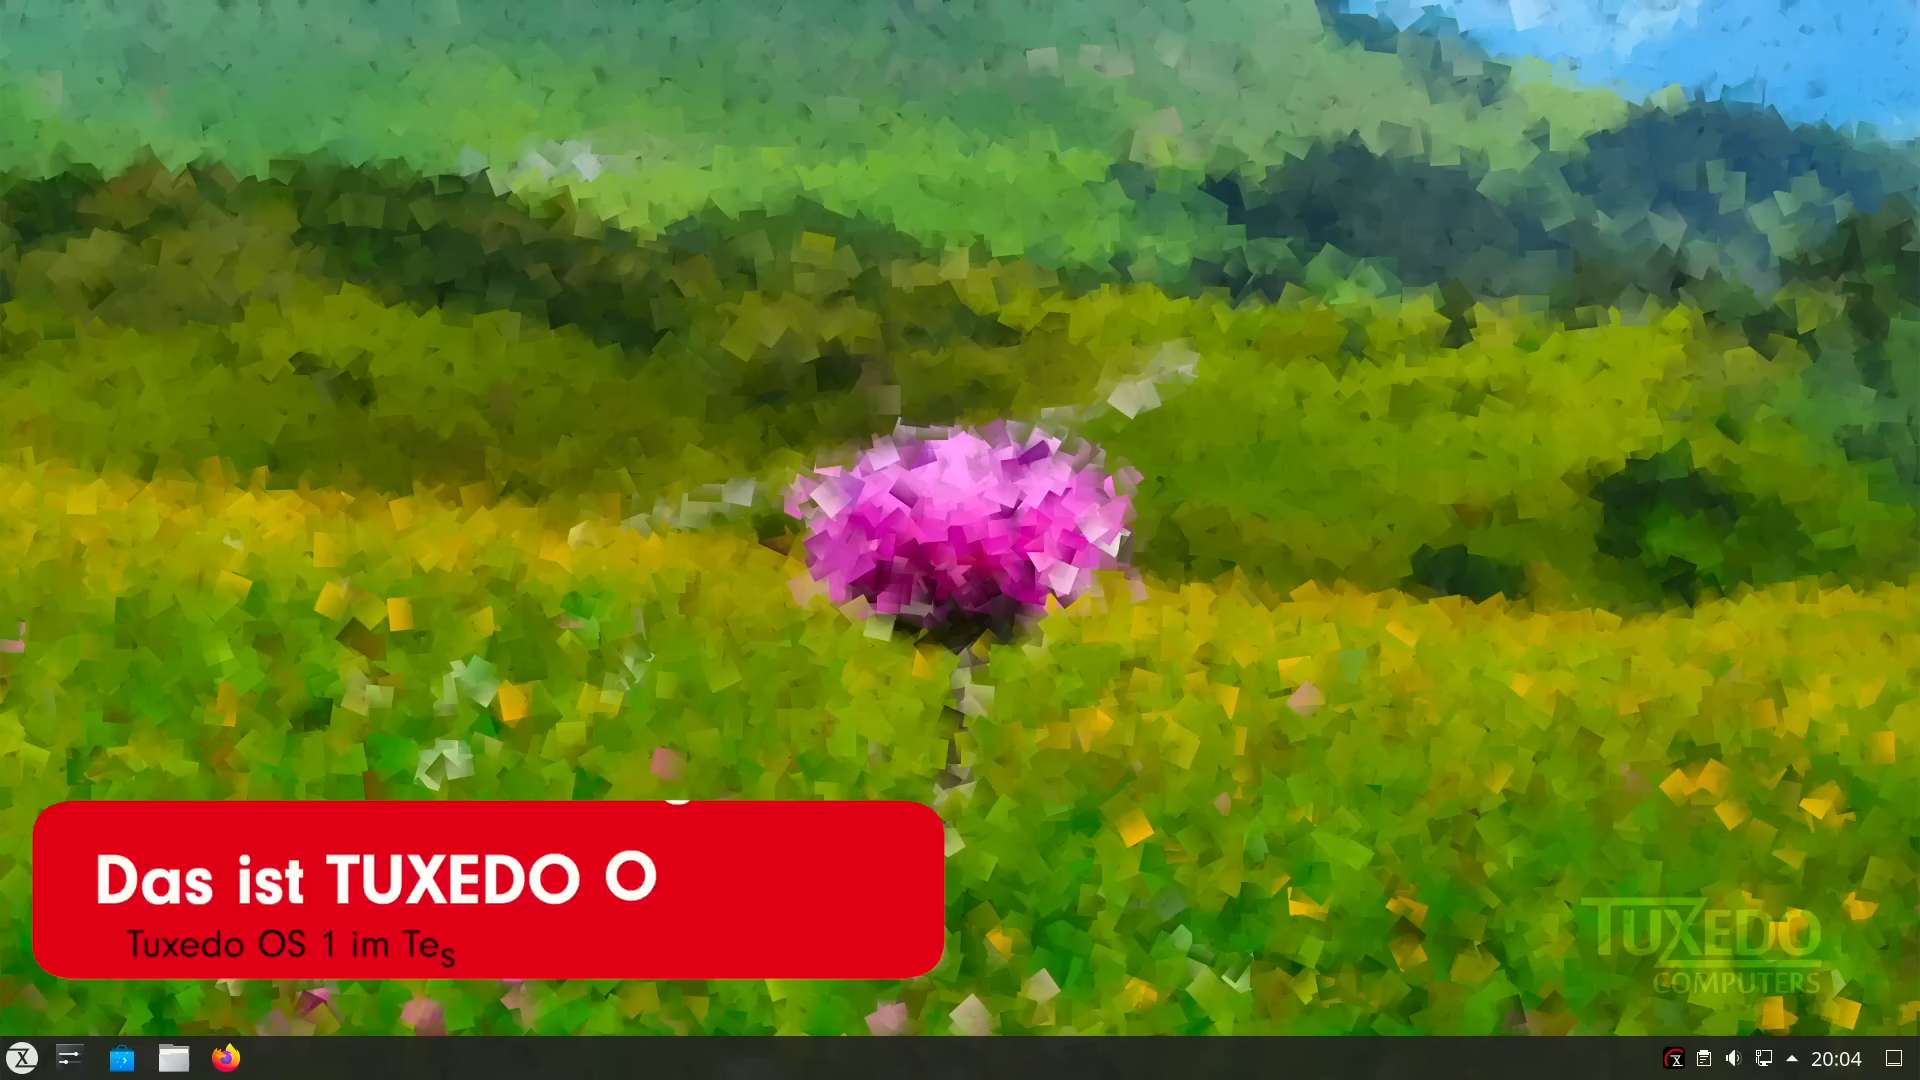 Das ist TUXEDO O
Tuxedo OS 1 im Tes
TUXEDO
COMPUTERS
20:04